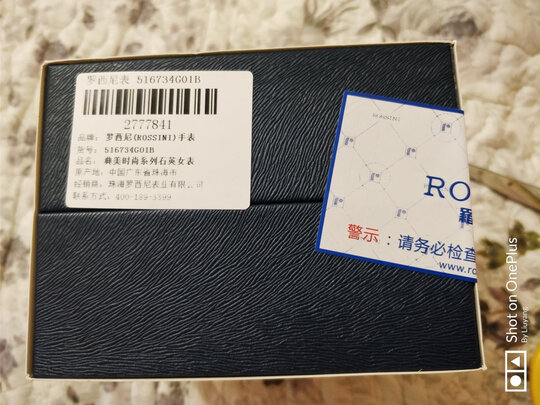 罗西尼表 516734G01B
2777841
品牌: 罗西尼(ROSSINI)手表
货号: 516734G01B
品名: 典美时尚系列石英女表
原产地: 中国广东省珠海市
经销商: 珠海罗西尼表业有限公司
联系方式: 400-189-3399
ROSSINI
RO
警示:请务必检查
www.ro
Shot on OnePlus
By Liuyang